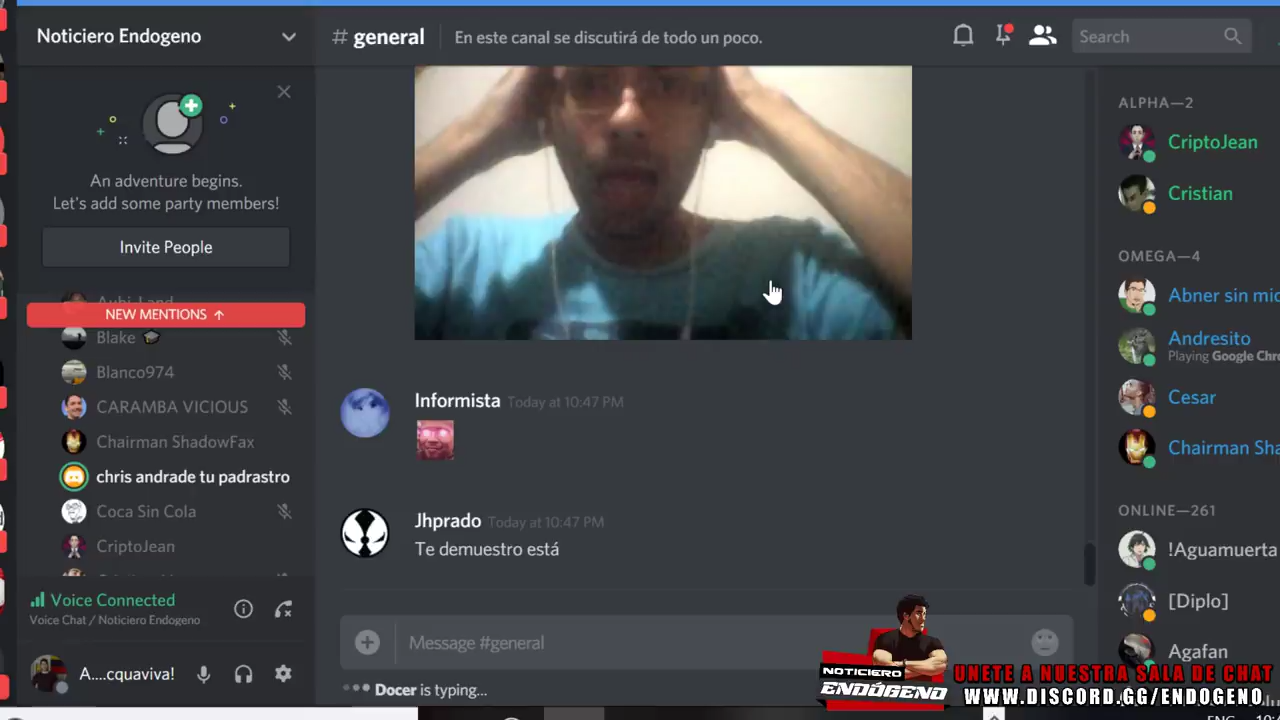 Noticiero Endogeno
# general
En este canal se discutirá de todo un poco.
Search
An adventure begins.
Let's add some party members!
Invite People
Aubi-Land
NEW MENTIONS ↑
Blake
Blanco974
CARAMBA VICIOUS
Chairman ShadowFax
chris andrade tu padrastro
Coca Sin Cola
CriptoJean
Voice Connected
Voice Chat / Noticiero Endogeno
A....cquaviva!
Informista Today at 10:47 PM
Jhprado Today at 10:47 PM
Te demuestro está
Message #general
Docer is typing...
ALPHA—2
CriptoJean
Cristian
OMEGA—4
Abner sin mic
Andresito
Playing Google Chr
Cesar
Chairman Sha
ONLINE—261
!Aguamuerta
[Diplo]
Agafan
NOTICIERO
ENDÓGENO
UNETE A NUESTRA SALA DE CHAT
WWW.DISCORD.GG/ENDOGENO
ENG